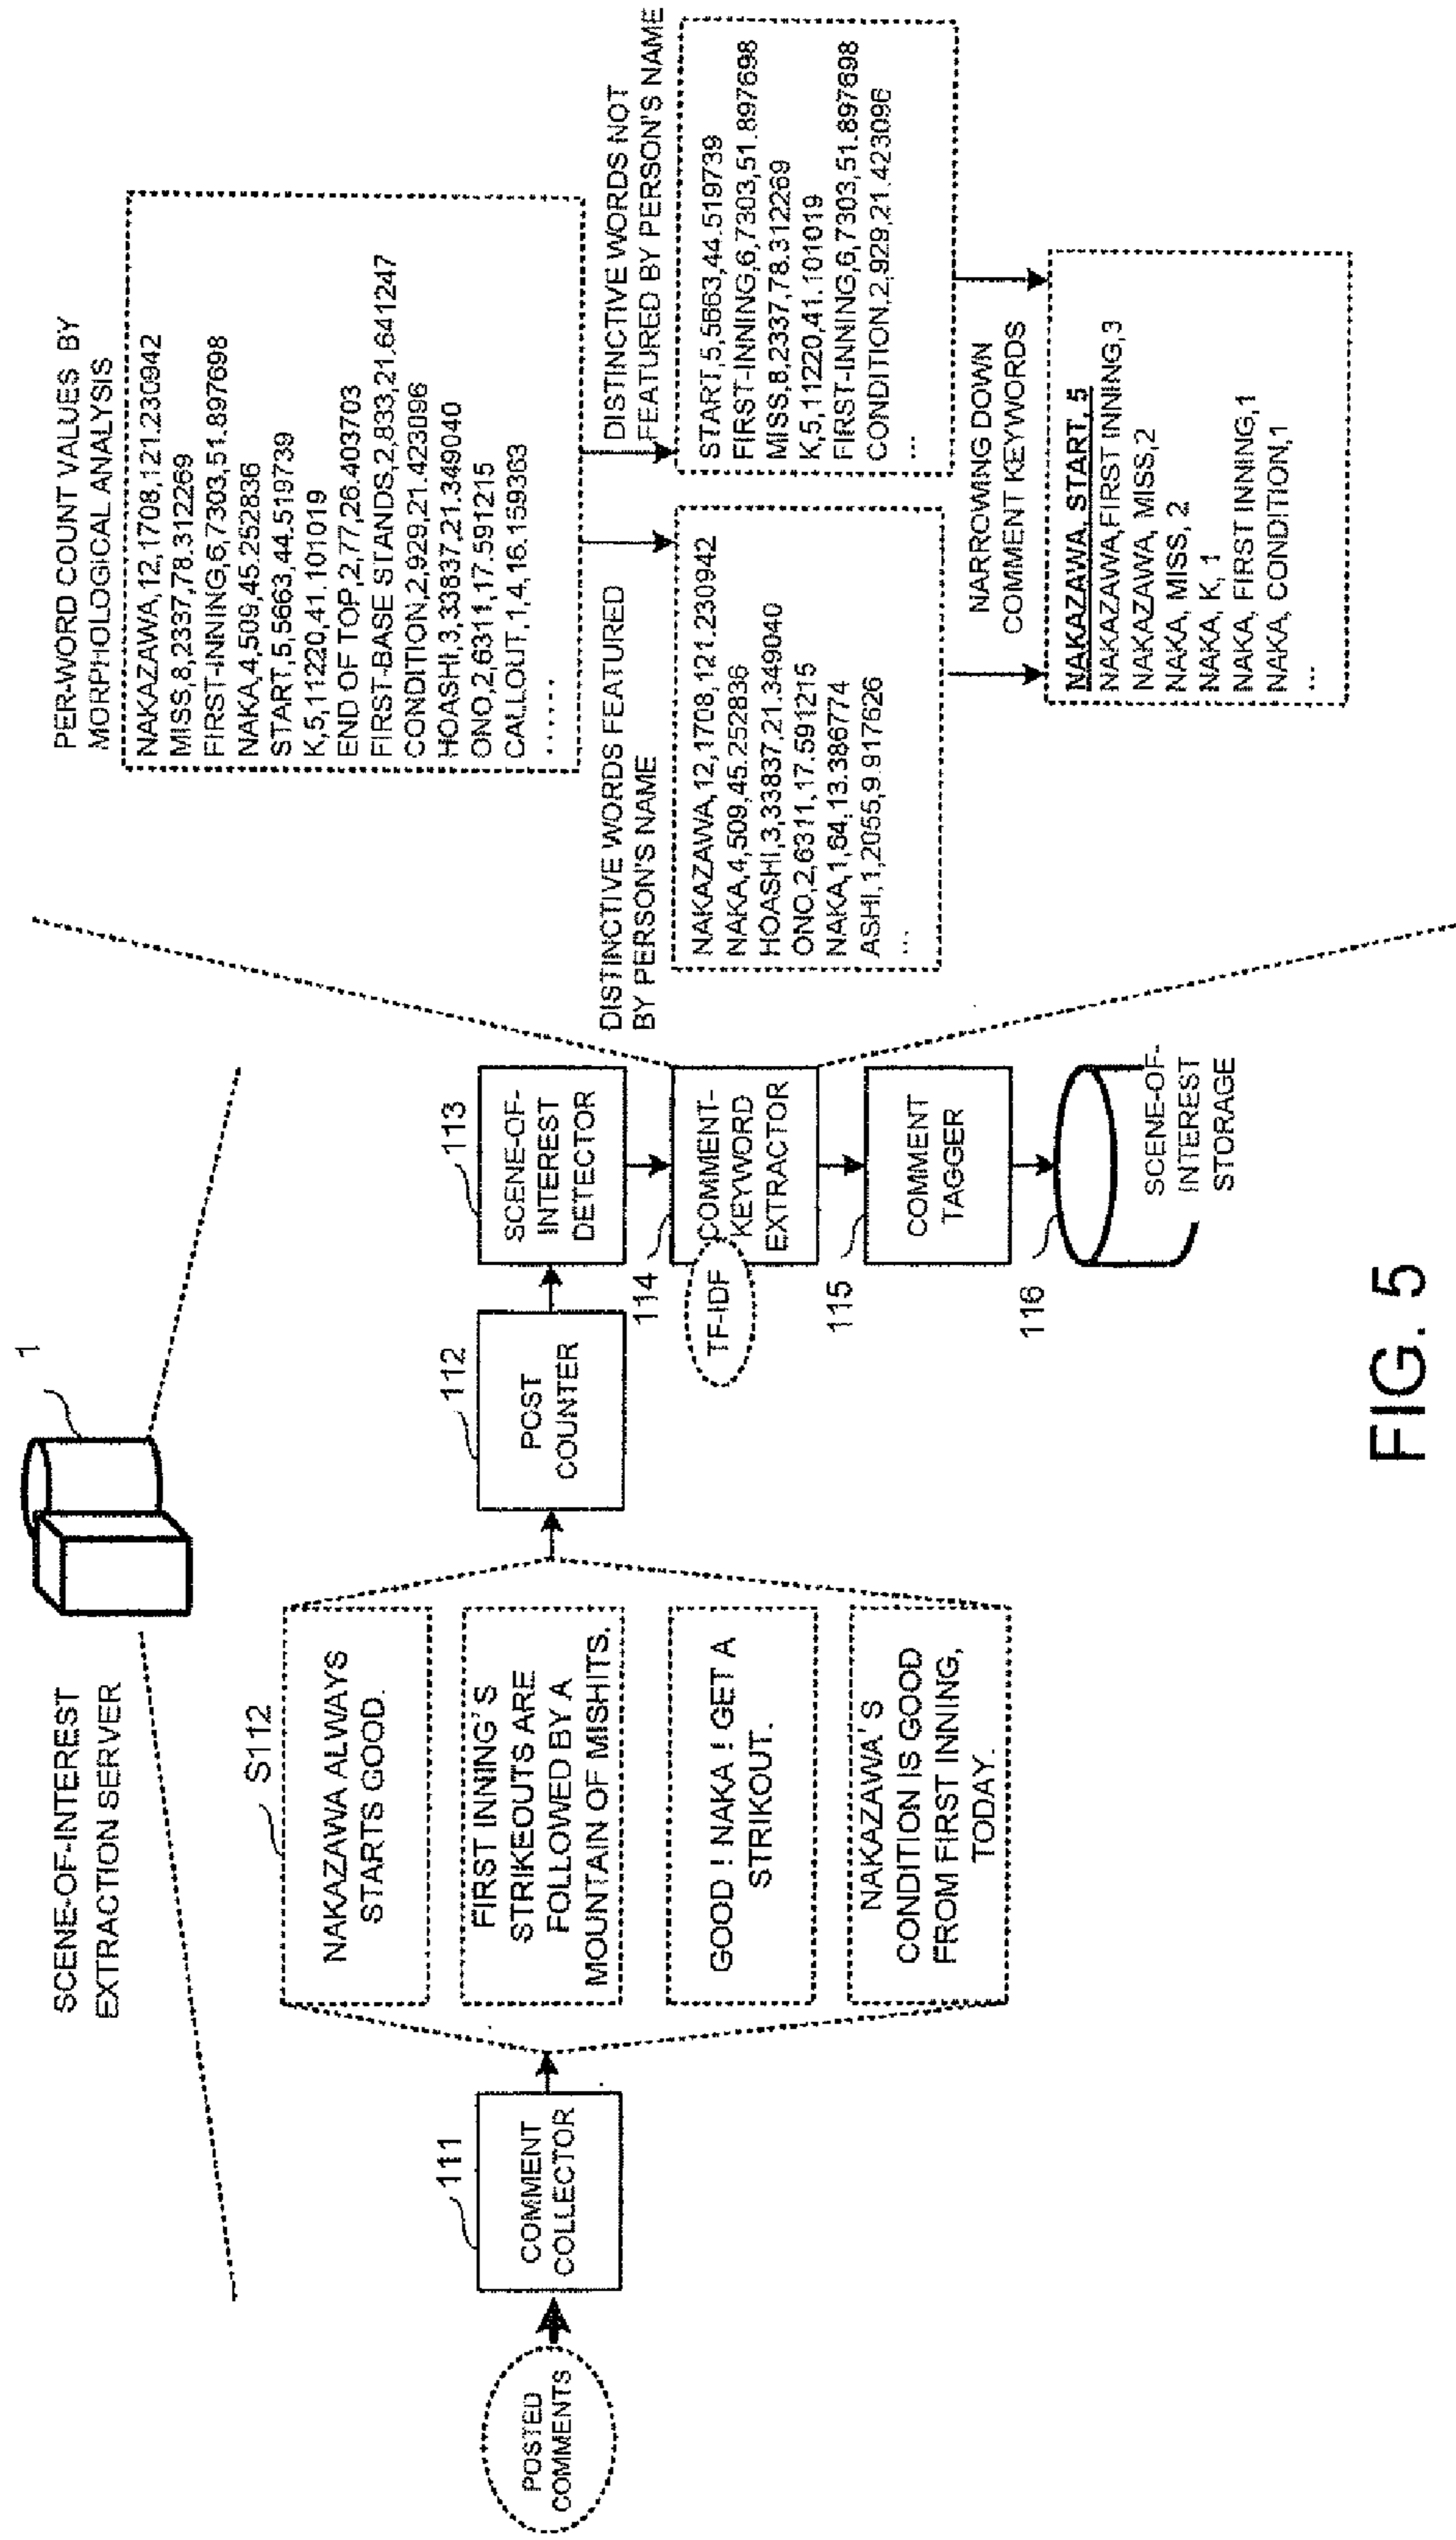 SCENE-OF-INTEREST
EXTRACTION SERVER
1
POSTED
COMMENTS
111
COMMENT
COLLECTOR
S112
NAKAZAWA ALWAYS
STARTS GOOD.
FIRST INNING'S
STRIKEOUTS ARE
FOLLOWED BY A
MOUNTAIN OF MISHITS.
GOOD ! NAKA ! GET A
STRIKOUT.
NAKAZAWA'S
CONDITION IS GOOD
FROM FIRST INNING,
TODAY.
112
POST
COUNTER
113
SCENE-OF-
INTEREST
DETECTOR
114
TF-IDF
COMMENT-
KEYWORD
EXTRACTOR
115
COMMENT
TAGGER
116
SCENE-OF-
INTEREST
STORAGE
PER-WORD COUNT VALUES BY
MORPHOLOGICAL ANALYSIS
NAKAZAWA,12,1708,121.230942
MISS,8,2337,78.312269
FIRST-INNING,6,7303,51.897698
NAKA,4,509,45.252836
START,5,5663,44.519739
K,5,11220,41.101019
END OF TOP,2,77,26.403703
FIRST-BASE STANDS,2,833,21.641247
CONDITION,2,929,21.423096
HOASHI,3,33837,21.349040
ONO,2,6311,17.591215
CALLOUT,1,4,16.159363
.....
DISTINCTIVE WORDS FEATURED
BY PERSON'S NAME
NAKAZAWA,12,1708,121.230942
NAKA,4,509,45.252836
HOASHI,3,33837,21.349040
ONO,2,6311,17.591215
NAKA,1,64,13.386774
ASHI,1,2055,9.917626
...
DISTINCTIVE WORDS NOT
FEATURED BY PERSON'S NAME
START,5,5663,44.519739
FIRST-INNING,6,7303,51.897698
MISS,8,2337,78.312269
K,5,11220,41.101019
FIRST-INNING,6,7303,51.897698
CONDITION,2,929,21.423096
...
NARROWING DOWN
COMMENT KEYWORDS
NAKAZAWA, START, 5
NAKAZAWA,FIRST INNING,3
NAKAZAWA, MISS,2
NAKA, MISS, 2
NAKA, K, 1
NAKA, FIRST INNING,1
NAKA, CONDITION,1
...
FIG. 5